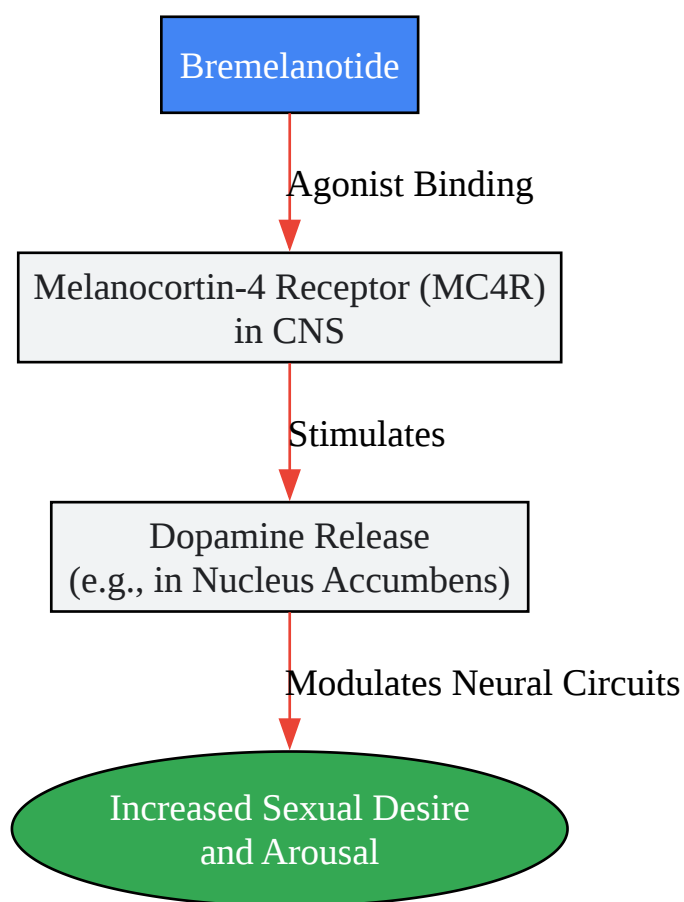 Bremelanotide
Agonist Binding
Melanocortin-4 Receptor (MC4R)
in CNS
Stimulates
Dopamine Release
(e.g., in Nucleus Accumbens)
Modulates Neural Circuits
Increased Sexual Desire
and Arousal